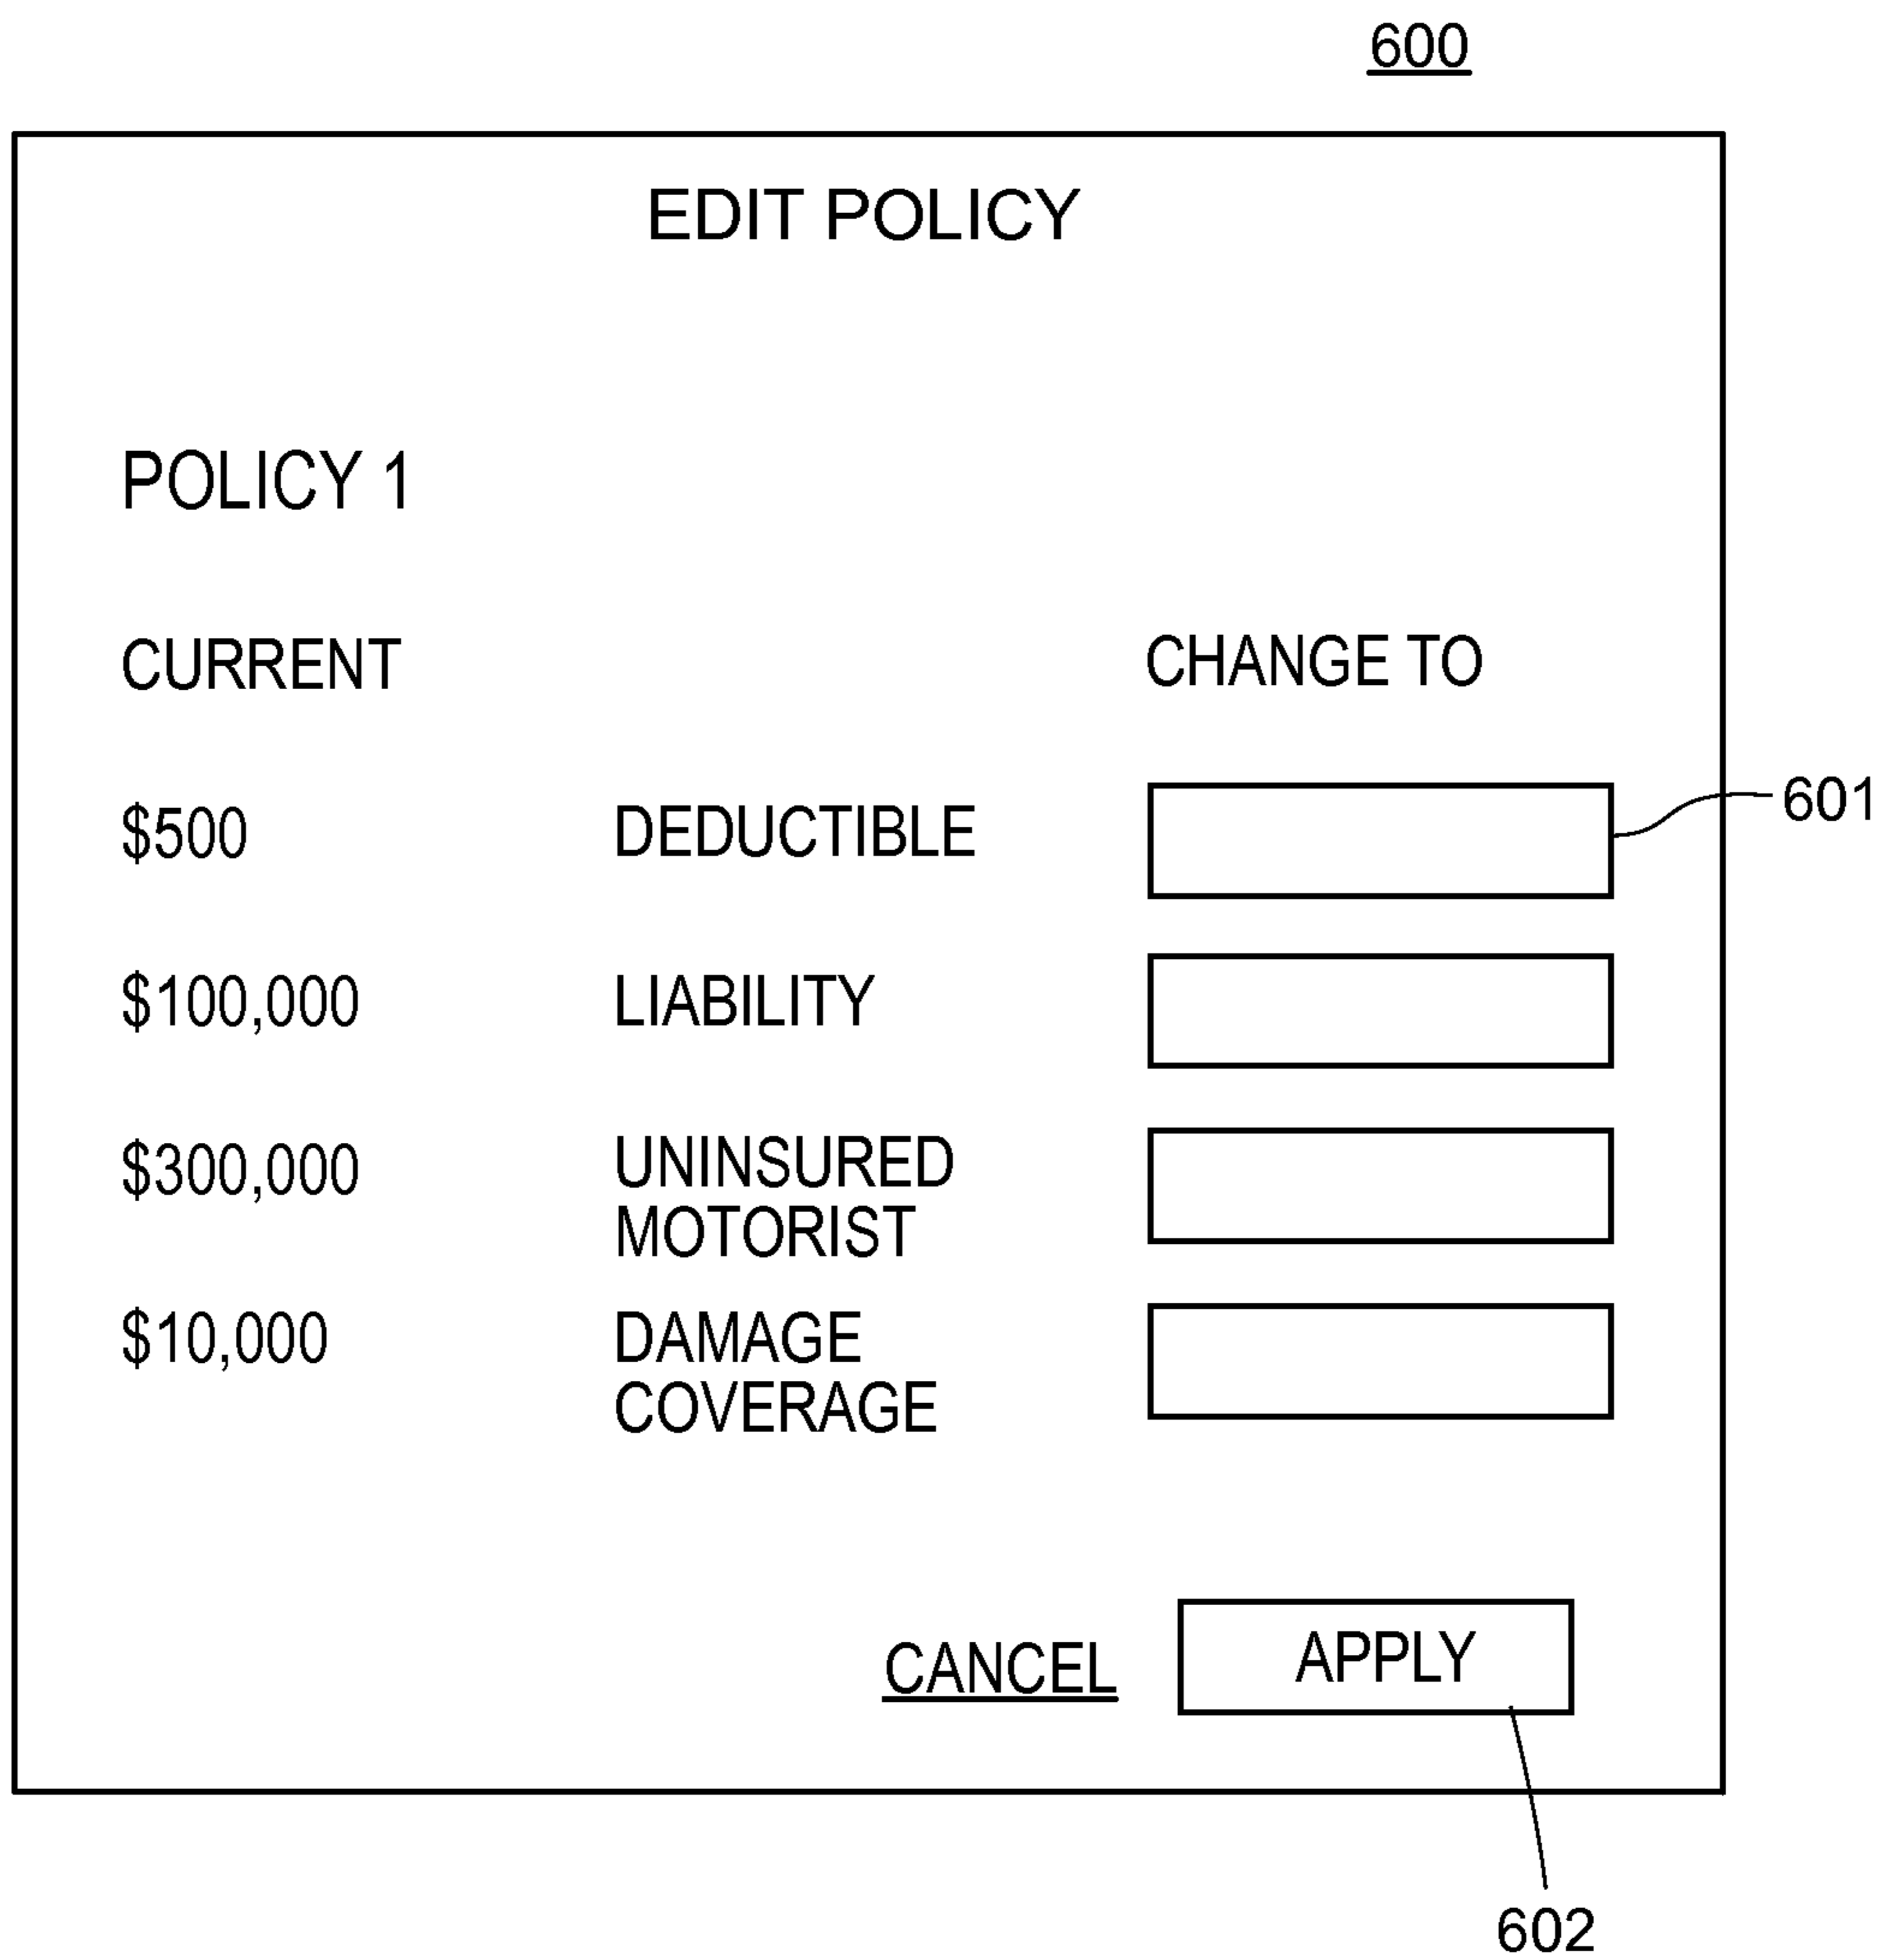 600
EDIT POLICY
POLICY 1
CURRENT CHANGE TO
$500 DEDUCTIBLE 601
$100,000 LIABILITY
$300,000 UNINSURED
MOTORIST
$10,000 DAMAGE
COVERAGE
CANCEL APPLY
602